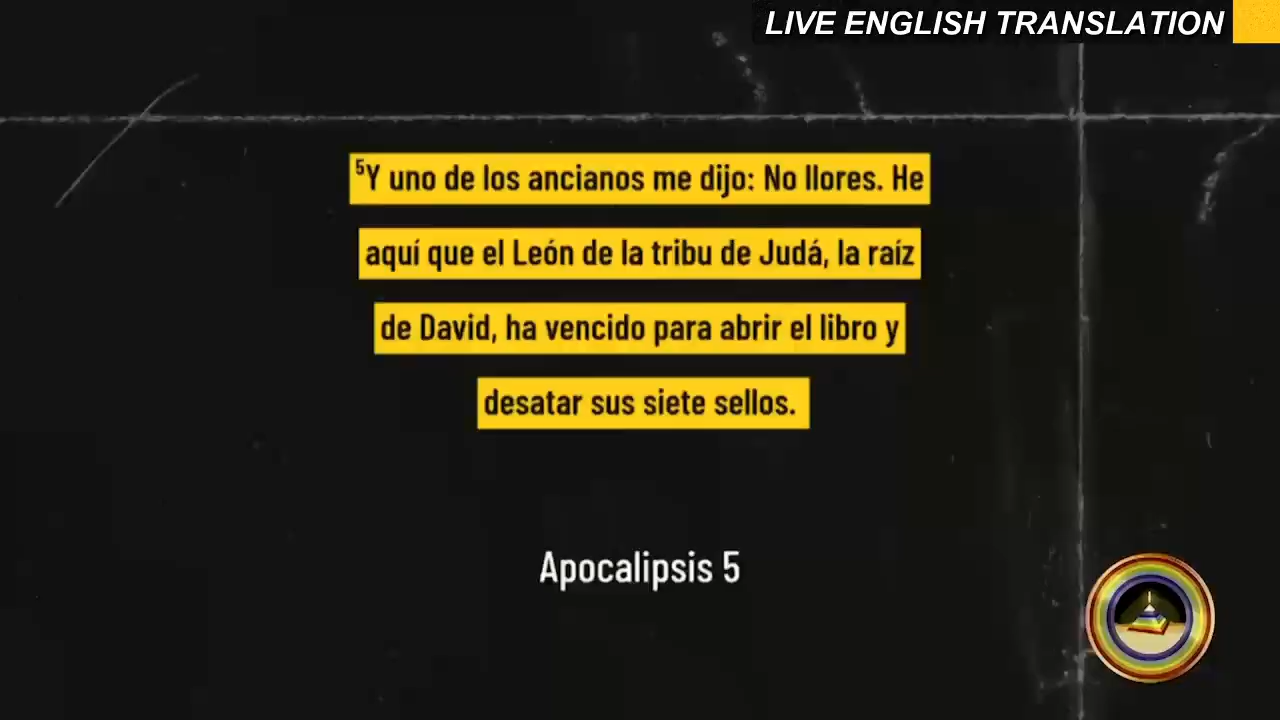 LIVE ENGLISH TRANSLATION
⁵Y uno de los ancianos me dijo: No llores. He
aquí que el León de la tribu de Judá, la raíz
de David, ha vencido para abrir el libro y
desatar sus siete sellos.
Apocalipsis 5